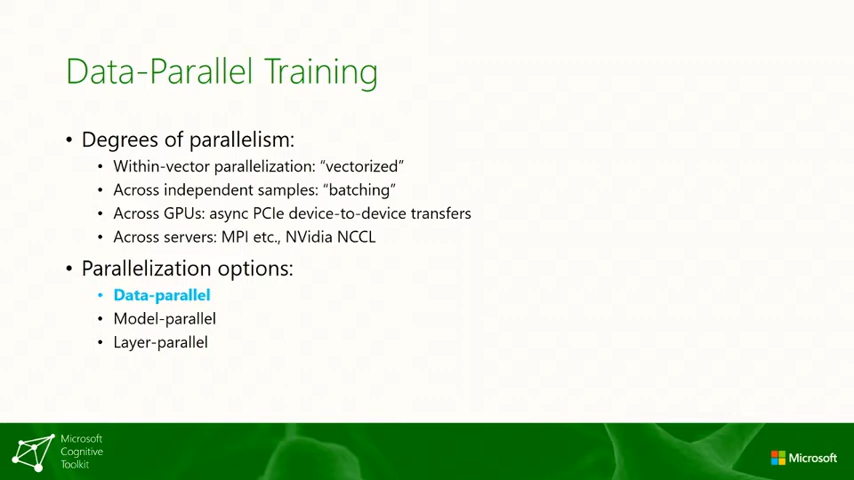 Data-Parallel Training
• Degrees of parallelism:
• Within-vector parallelization: “vectorized”
• Across independent samples: “batching”
• Across GPUs: async PCIe device-to-device transfers
• Across servers: MPI etc., NVidia NCCL
• Parallelization options:
• Data-parallel
• Model-parallel
• Layer-parallel
Microsoft
Cognitive
Toolkit
Microsoft